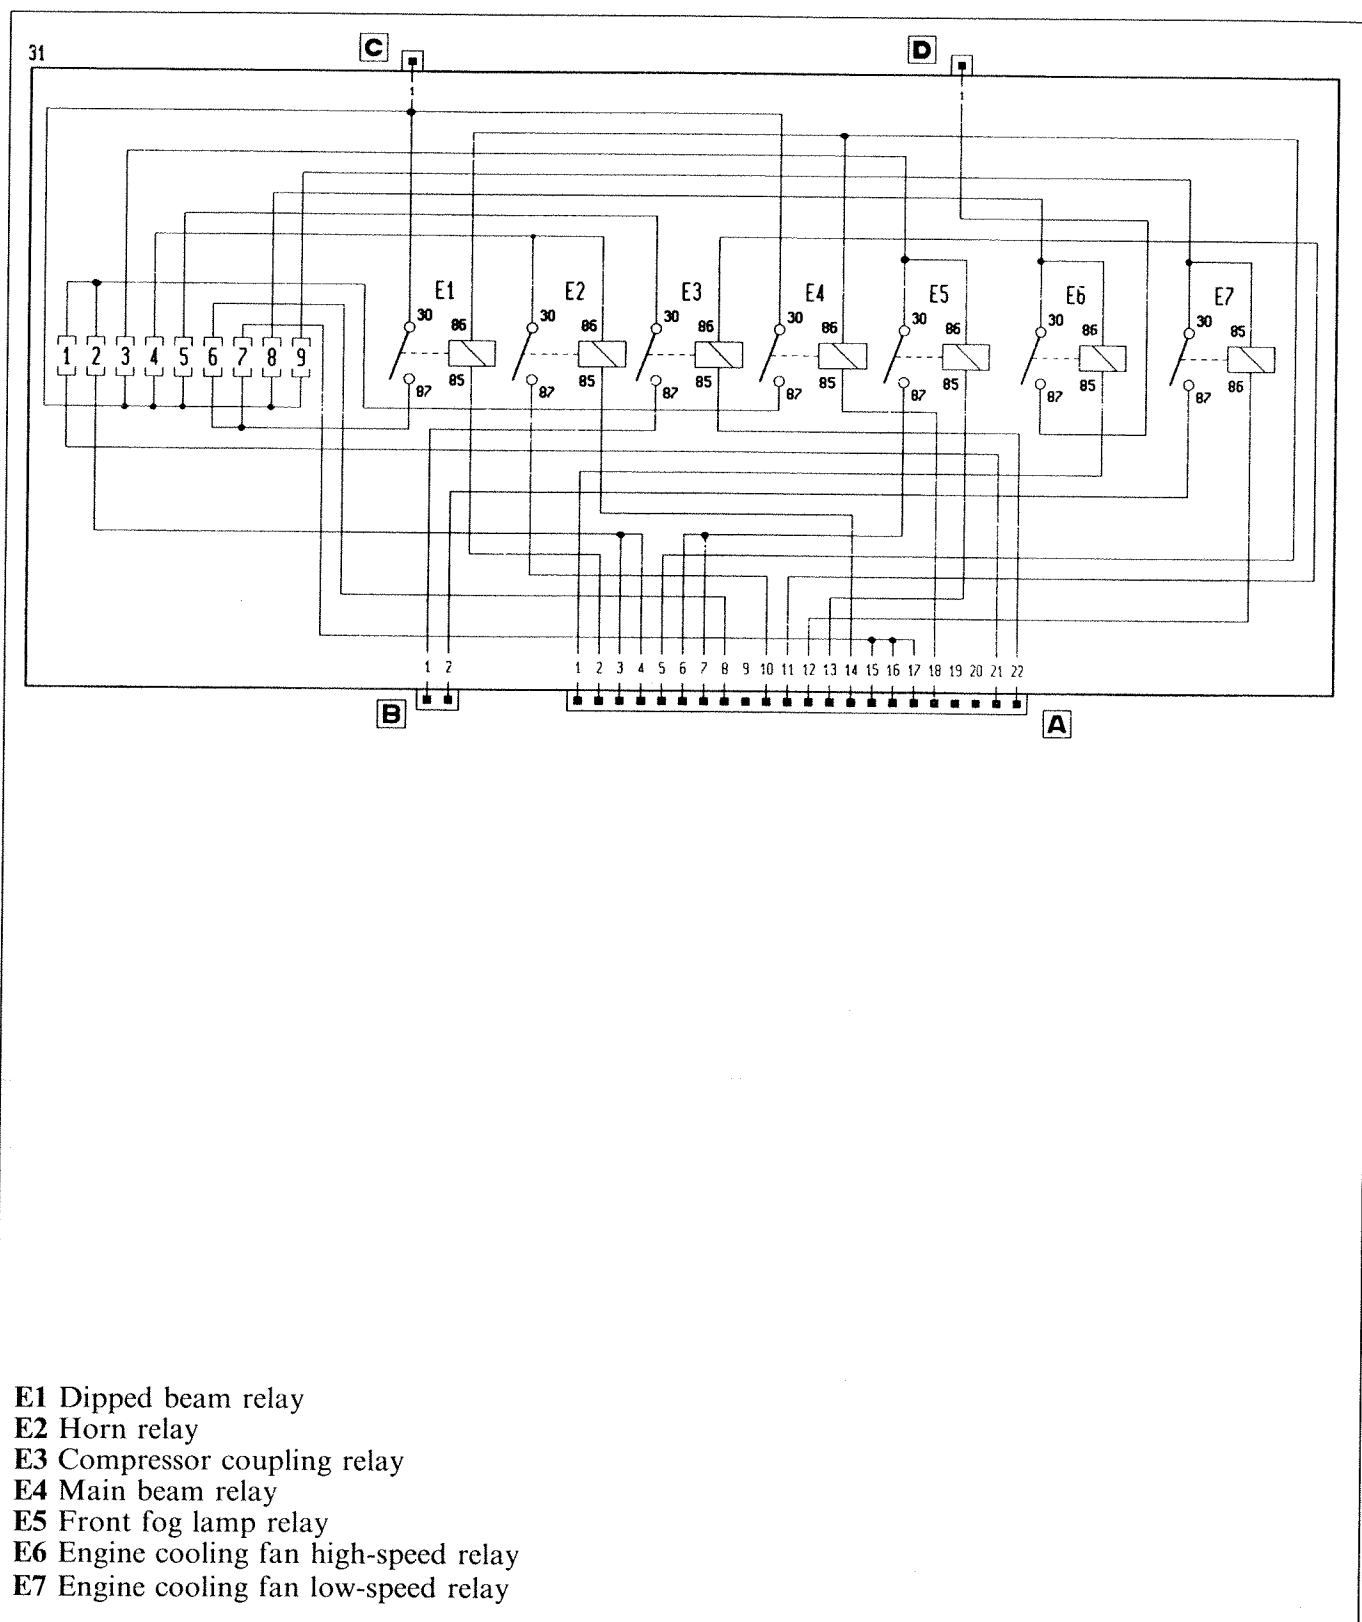 31
C
D
1
1
E1
E2
E3
E4
E5
E6
E7
30 86 30 86 30 86 30 86 30 86 30 86 30 85
1 2 3 4 5 6 7 8 9
87 85 87 85 87 85 87 85 87 85 87 85 87 86
1 2 1 2 3 4 5 6 7 8 9 10 11 12 13 14 15 16 17 18 19 20 21 22
B
A
E1 Dipped beam relay
E2 Horn relay
E3 Compressor coupling relay
E4 Main beam relay
E5 Front fog lamp relay
E6 Engine cooling fan high-speed relay
E7 Engine cooling fan low-speed relay